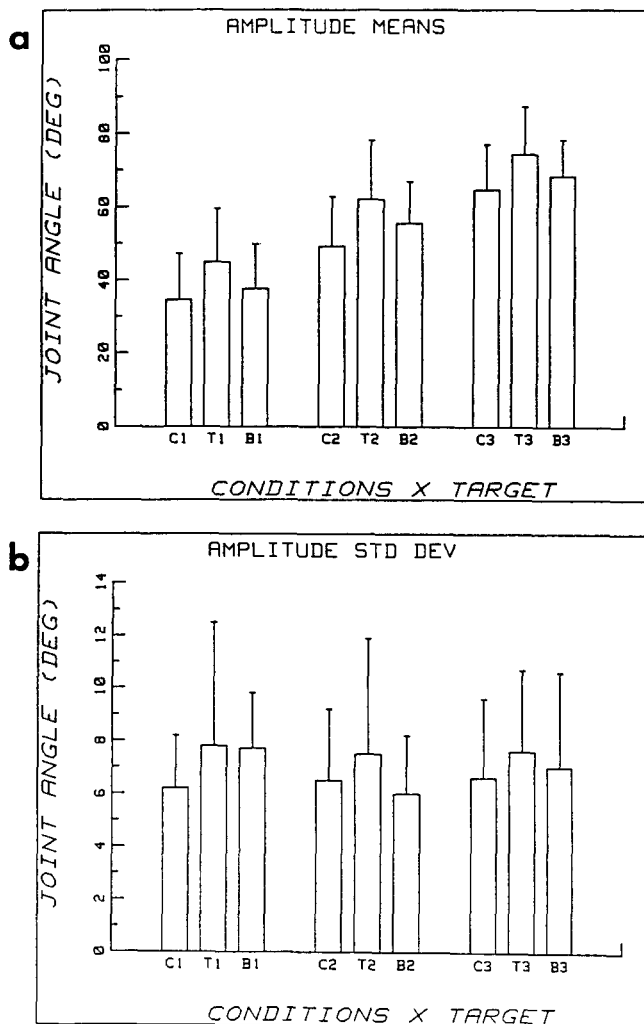 a
AMPLITUDE MEANS
JOINT ANGLE (DEG)
100
80
60
40
20
0
C1 T1 B1 C2 T2 B2 C3 T3 B3
CONDITIONS X TARGET
b
AMPLITUDE STD DEV
JOINT ANGLE (DEG)
14
12
10
8
6
4
2
0
C1 T1 B1 C2 T2 B2 C3 T3 B3
CONDITIONS X TARGET